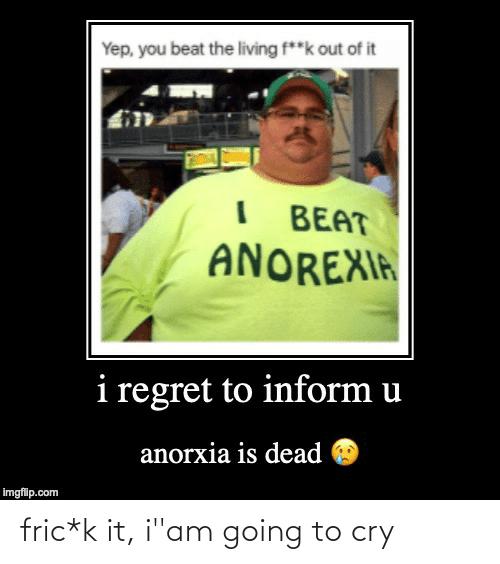 Yep, you beat the living f**k out of it
I BEAT
ANOREXIA
i regret to inform u
anorxia is dead 😢
imgflip.com
fric*k it, i"am going to cry